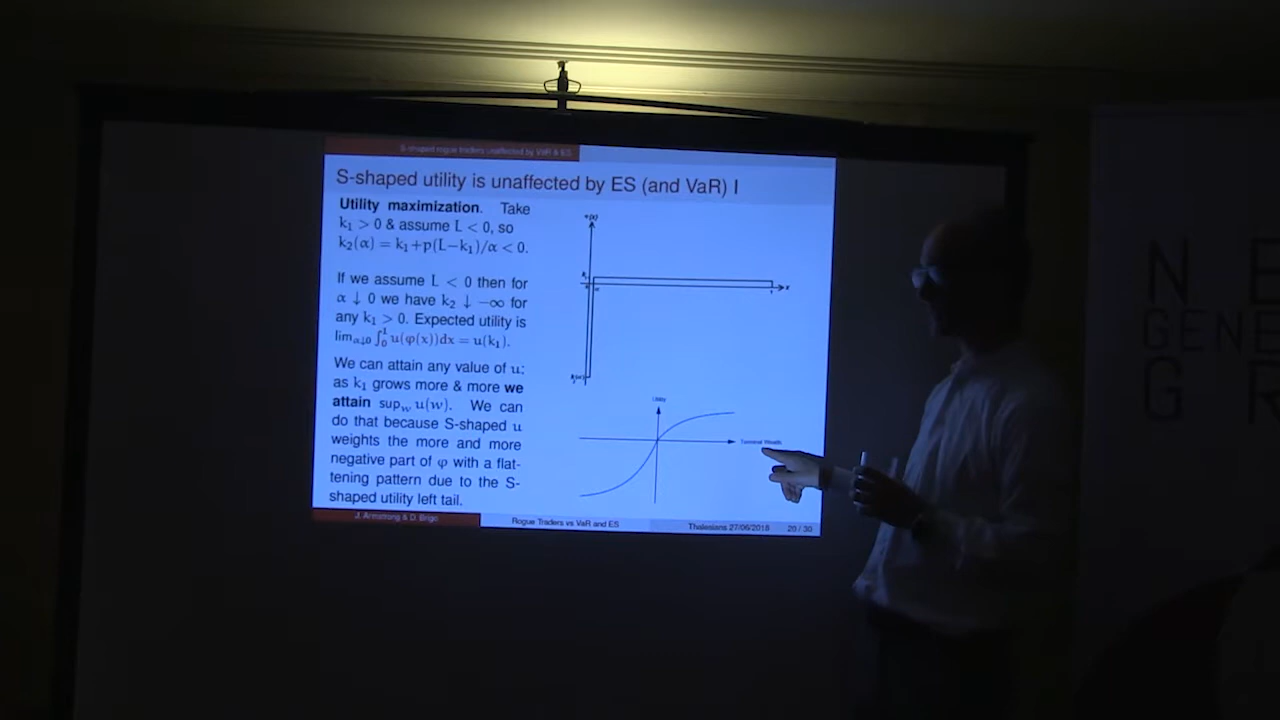 S-shaped rogue traders unaffected by VaR & ES
S-shaped utility is unaffected by ES (and VaR) I
Utility maximization. Take
k₁ > 0 & assume L < 0, so
k₂(α) = k₁+p(L−k₁)/α < 0.
If we assume L < 0 then for
α ↓ 0 we have k₂ ↓ −∞ for
any k₁ > 0. Expected utility is
lim_{α↓0} ∫₀¹ u(φ(x))dx = u(k₁).
We can attain any value of u:
as k₁ grows more & more we
attain sup_w u(w). We can
do that because S-shaped u
weights the more and more
negative part of φ with a flat-
tening pattern due to the S-
shaped utility left tail.
x
Utility
Terminal Wealth
J. Armstrong & D. Brigo
Rogue Traders vs VaR and ES
Thalesians 27/06/2018
20 / 30
N E
GENE
G R